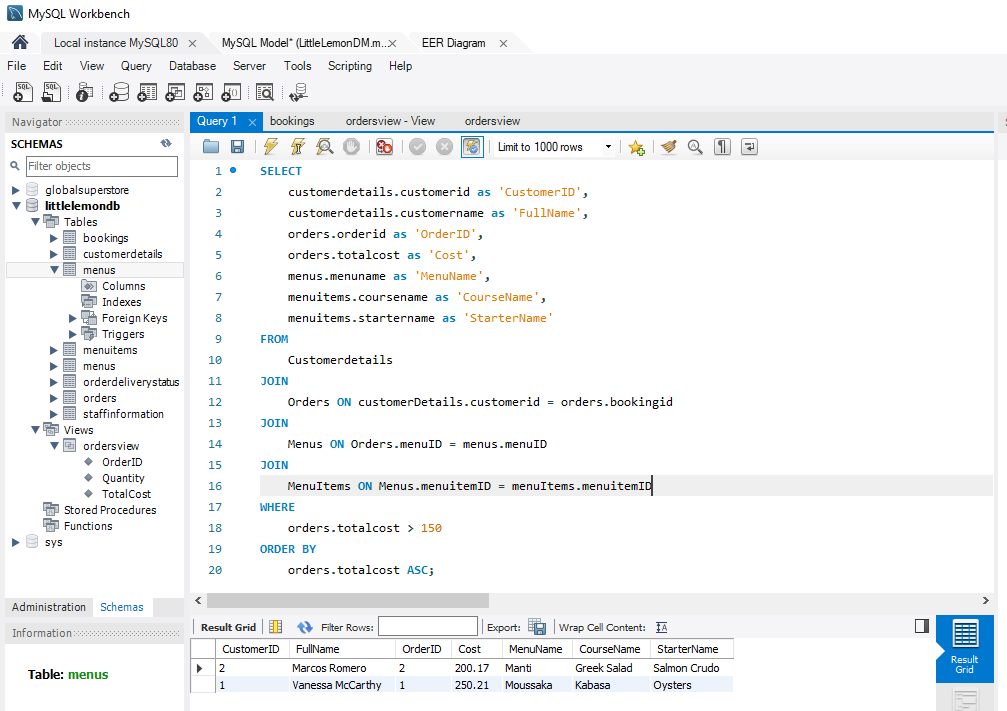 MySQL Workbench
Local instance MySQL80
MySQL Model* (LittleLemonDM.m...
EER Diagram
File Edit View Query Database Server Tools Scripting Help
Navigator
SCHEMAS
Filter objects
globalsuperstore
littlelemondb
Tables
bookings
customerdetails
menus
Columns
Indexes
Foreign Keys
Triggers
menuitems
menus
orderdeliverystatus
orders
staffinformation
Views
ordersview
OrderID
Quantity
TotalCost
Stored Procedures
Functions
sys
Administration Schemas
Information
Table: menus
Query 1 bookings ordersview - View ordersview
Limit to 1000 rows
1 SELECT
2 customerdetails.customerid as 'CustomerID',
3 customerdetails.customername as 'FullName',
4 orders.orderid as 'OrderID',
5 orders.totalcost as 'Cost',
6 menus.menuname as 'MenuName',
7 menuitems.coursename as 'CourseName',
8 menuitems.startername as 'StarterName'
9 FROM
10 Customerdetails
11 JOIN
12 Orders ON customerDetails.customerid = orders.bookingid
13 JOIN
14 Menus ON Orders.menuID = menus.menuID
15 JOIN
16 MenuItems ON Menus.menuitemID = menuItems.menuitemID
17 WHERE
18 orders.totalcost > 150
19 ORDER BY
20 orders.totalcost ASC;
Result Grid Filter Rows: Export: Wrap Cell Content:
CustomerID FullName OrderID Cost MenuName CourseName StarterName
2 Marcos Romero 2 200.17 Manti Greek Salad Salmon Crudo
1 Vanessa McCarthy 1 250.21 Moussaka Kabasa Oysters
Result
Grid